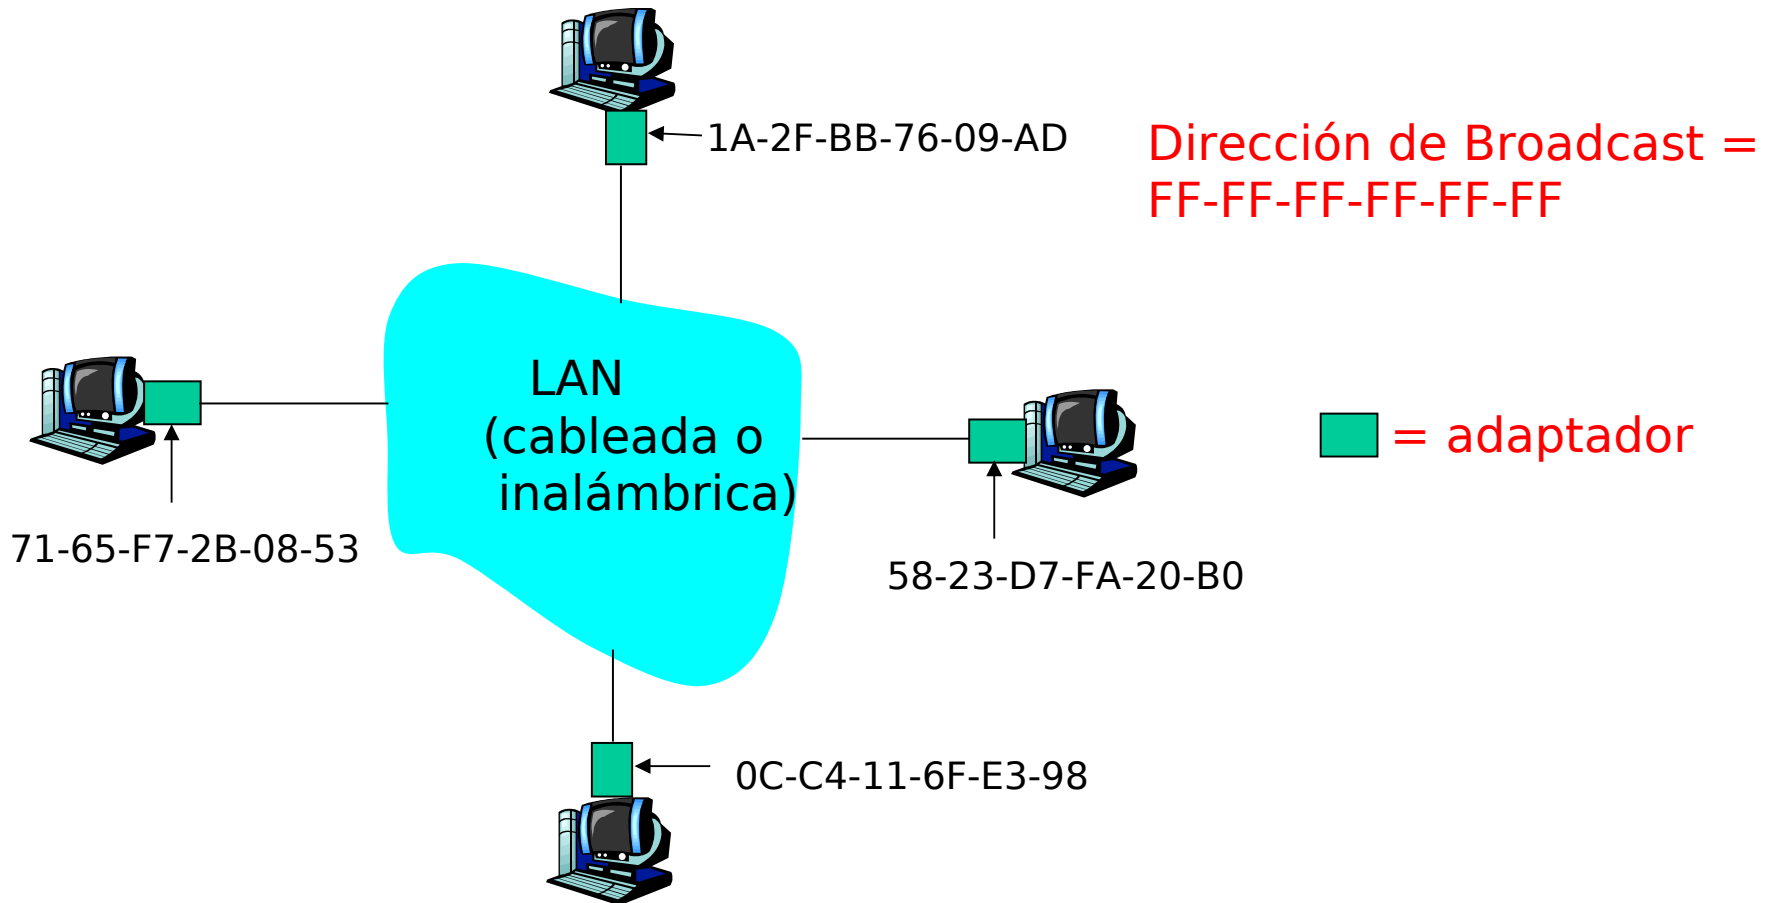 1A-2F-BB-76-09-AD
Dirección de Broadcast =
FF-FF-FF-FF-FF-FF
LAN
(cableada o
inalámbrica)
= adaptador
71-65-F7-2B-08-53
58-23-D7-FA-20-B0
0C-C4-11-6F-E3-98